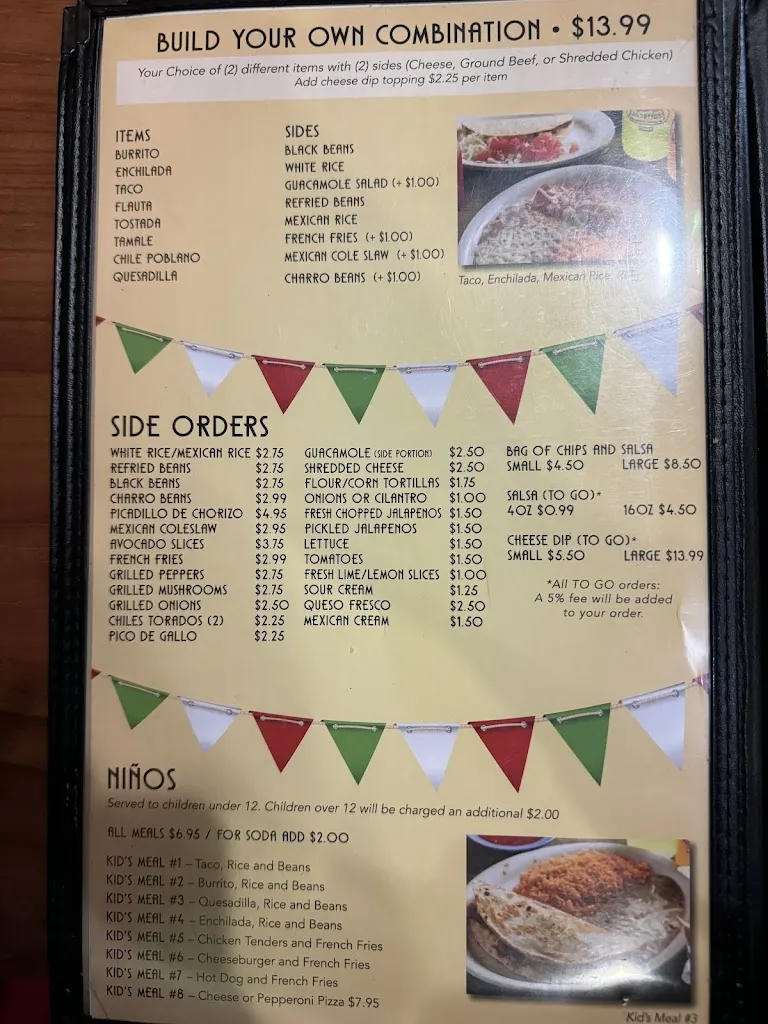 BUILD YOUR OWN COMBINATION • $13.99
Your Choice of (2) different items with (2) sides (Cheese, Ground Beef, or Shredded Chicken)
Add cheese dip topping $2.25 per item
ITEMS
BURRITO
ENCHILADA
TACO
FLAUTA
TOSTADA
TAMALE
CHILE POBLANO
QUESADILLA
SIDES
BLACK BEANS
WHITE RICE
GUACAMOLE SALAD (+ $1.00)
REFRIED BEANS
MEXICAN RICE
FRENCH FRIES (+ $1.00)
MEXICAN COLE SLAW (+ $1.00)
CHARRO BEANS (+ $1.00)
Taco, Enchilada, Mexican Rice,
SIDE ORDERS
WHITE RICE/MEXICAN RICE $2.75
REFRIED BEANS $2.75
BLACK BEANS $2.75
CHARRO BEANS $2.99
PICADILLO DE CHORIZO $4.95
MEXICAN COLESLAW $2.95
AVOCADO SLICES $3.75
FRENCH FRIES $2.99
GRILLED PEPPERS $2.75
GRILLED MUSHROOMS $2.75
GRILLED ONIONS $2.50
CHILES TORADOS (2) $2.25
PICO DE GALLO $2.25
GUACAMOLE (SIDE PORTION) $2.50
SHREDDED CHEESE $2.50
FLOUR/CORN TORTILLAS $1.75
ONIONS OR CILANTRO $1.00
FRESH CHOPPED JALAPENOS $1.50
PICKLED JALAPENOS $1.50
LETTUCE $1.50
TOMATOES $1.50
FRESH LIME/LEMON SLICES $1.00
SOUR CREAM $1.25
QUESO FRESCO $2.50
MEXICAN CREAM $1.50
BAG OF CHIPS AND SALSA
SMALL $4.50 LARGE $8.50
SALSA (TO GO)*
4OZ $0.99 16OZ $4.50
CHEESE DIP (TO GO)*
SMALL $5.50 LARGE $13.99
*All TO GO orders:
A 5% fee will be added
to your order.
NIÑOS
Served to children under 12. Children over 12 will be charged an additional $2.00
ALL MEALS $6.95 / FOR SODA ADD $2.00
KID'S MEAL #1 – Taco, Rice and Beans
KID'S MEAL #2 – Burrito, Rice and Beans
KID'S MEAL #3 – Quesadilla, Rice and Beans
KID'S MEAL #4 – Enchilada, Rice and Beans
KID'S MEAL #5 – Chicken Tenders and French Fries
KID'S MEAL #6 – Cheeseburger and French Fries
KID'S MEAL #7 – Hot Dog and French Fries
KID'S MEAL #8 – Cheese or Pepperoni Pizza $7.95
Kid's Meal #3